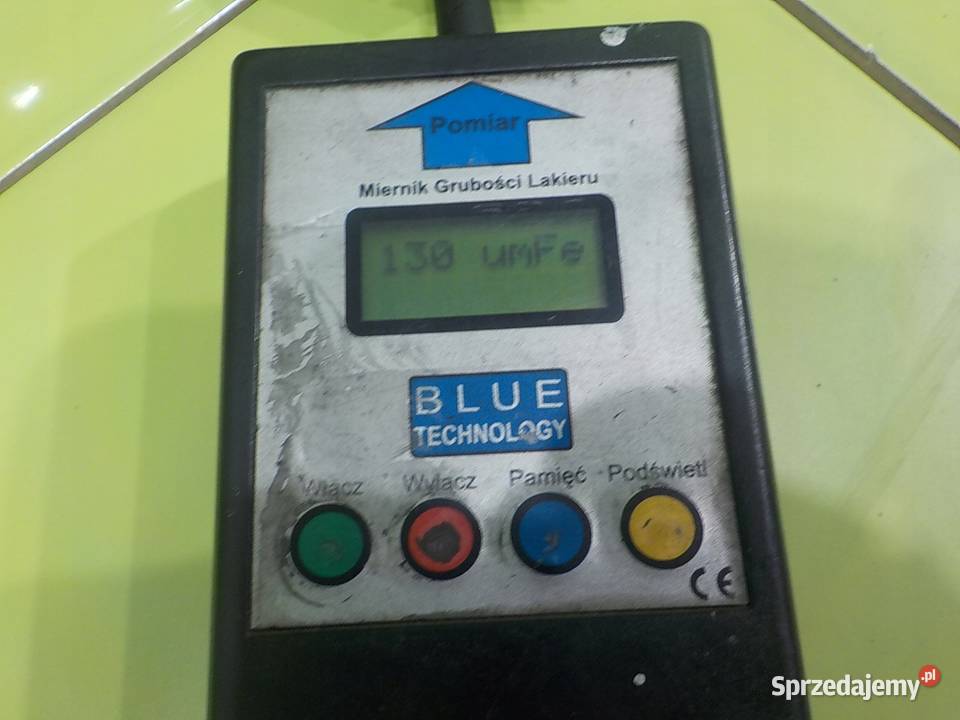 Pomiar
Miernik Grubości Lakieru
130 umFe
BLUE
TECHNOLOGY
Włącz Wyłącz Pamięć Podświetl
CE
Sprzedajemy.pl